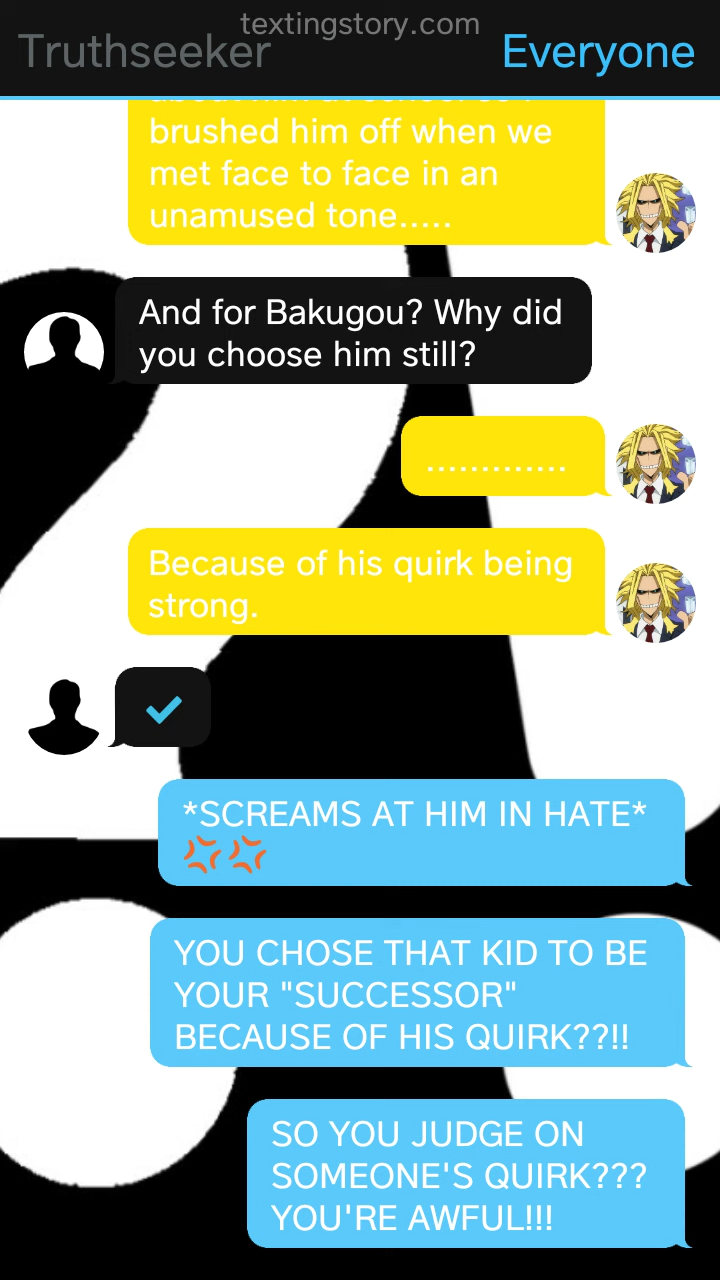 textingstory.com
Truthseeker
Everyone
brushed him off when we
met face to face in an
unamused tone.....
And for Bakugou? Why did
you choose him still?
.............
Because of his quirk being
strong.
*SCREAMS AT HIM IN HATE*
💢💢
YOU CHOSE THAT KID TO BE
YOUR "SUCCESSOR"
BECAUSE OF HIS QUIRK??!!
SO YOU JUDGE ON
SOMEONE'S QUIRK???
YOU'RE AWFUL!!!